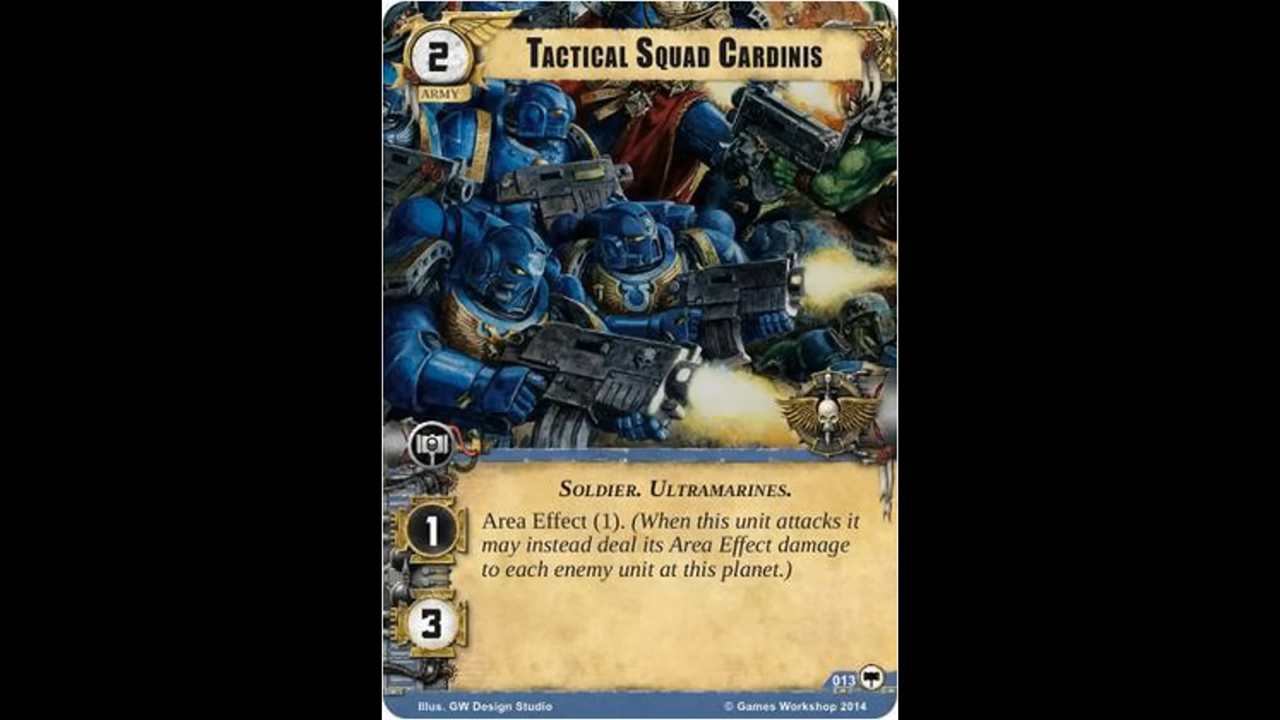 2
TACTICAL SQUAD CARDINIS
ARMY
SOLDIER. ULTRAMARINES.
1
Area Effect (1). (When this unit attacks it
may instead deal its Area Effect damage
to each enemy unit at this planet.)
3
013
Illus. GW Design Studio
© Games Workshop 2014